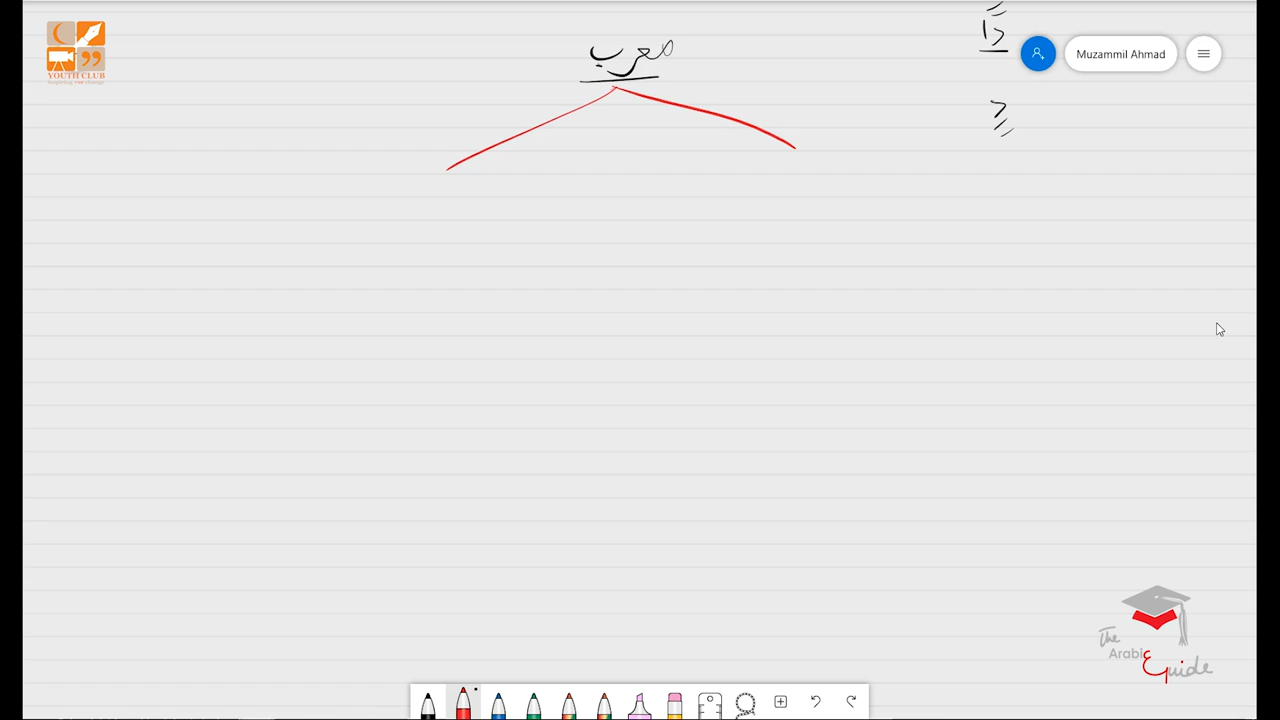 معرب
Muzammil Ahmad
YOUTH CLUB
The
Arabic
Guide